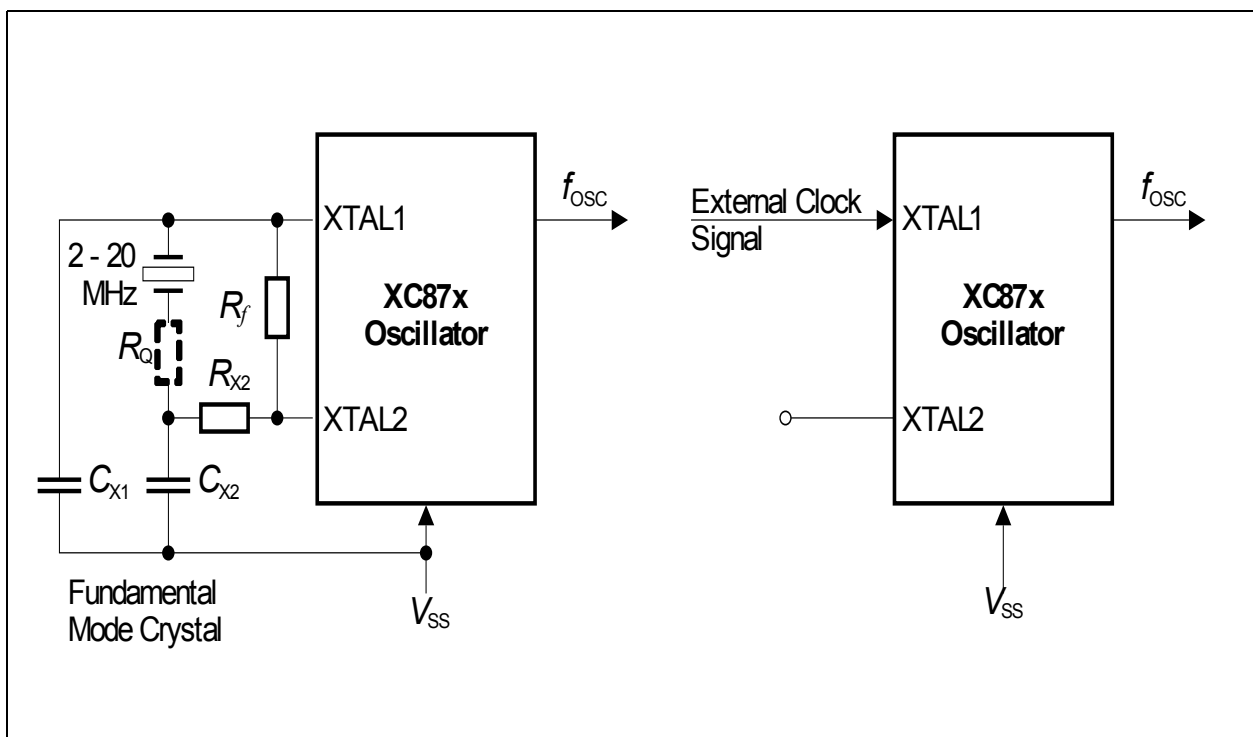 XTAL1
f_OSC
2 - 20
MHz
R_f
XC87x
Oscillator
R_Q
R_X2
XTAL2
C_X1
C_X2
Fundamental
Mode Crystal
V_SS
External Clock
Signal
XTAL1
f_OSC
XC87x
Oscillator
XTAL2
V_SS